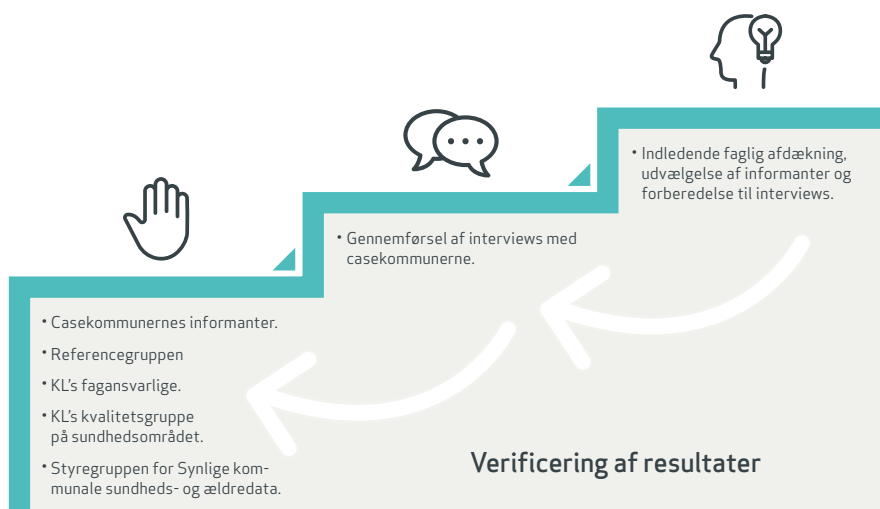 • Casekommunernes informanter.
• Referencegruppen
• KL's fagansvarlige.
• KL's kvalitetsgruppe
på sundhedsområdet.
• Styregruppen for Synlige kom-
munale sundheds- og ældredata.
• Gennemførsel af interviews med
casekommunerne.
• Indledende faglig afdækning,
udvælgelse af informanter og
forberedelse til interviews.
Verificering af resultater